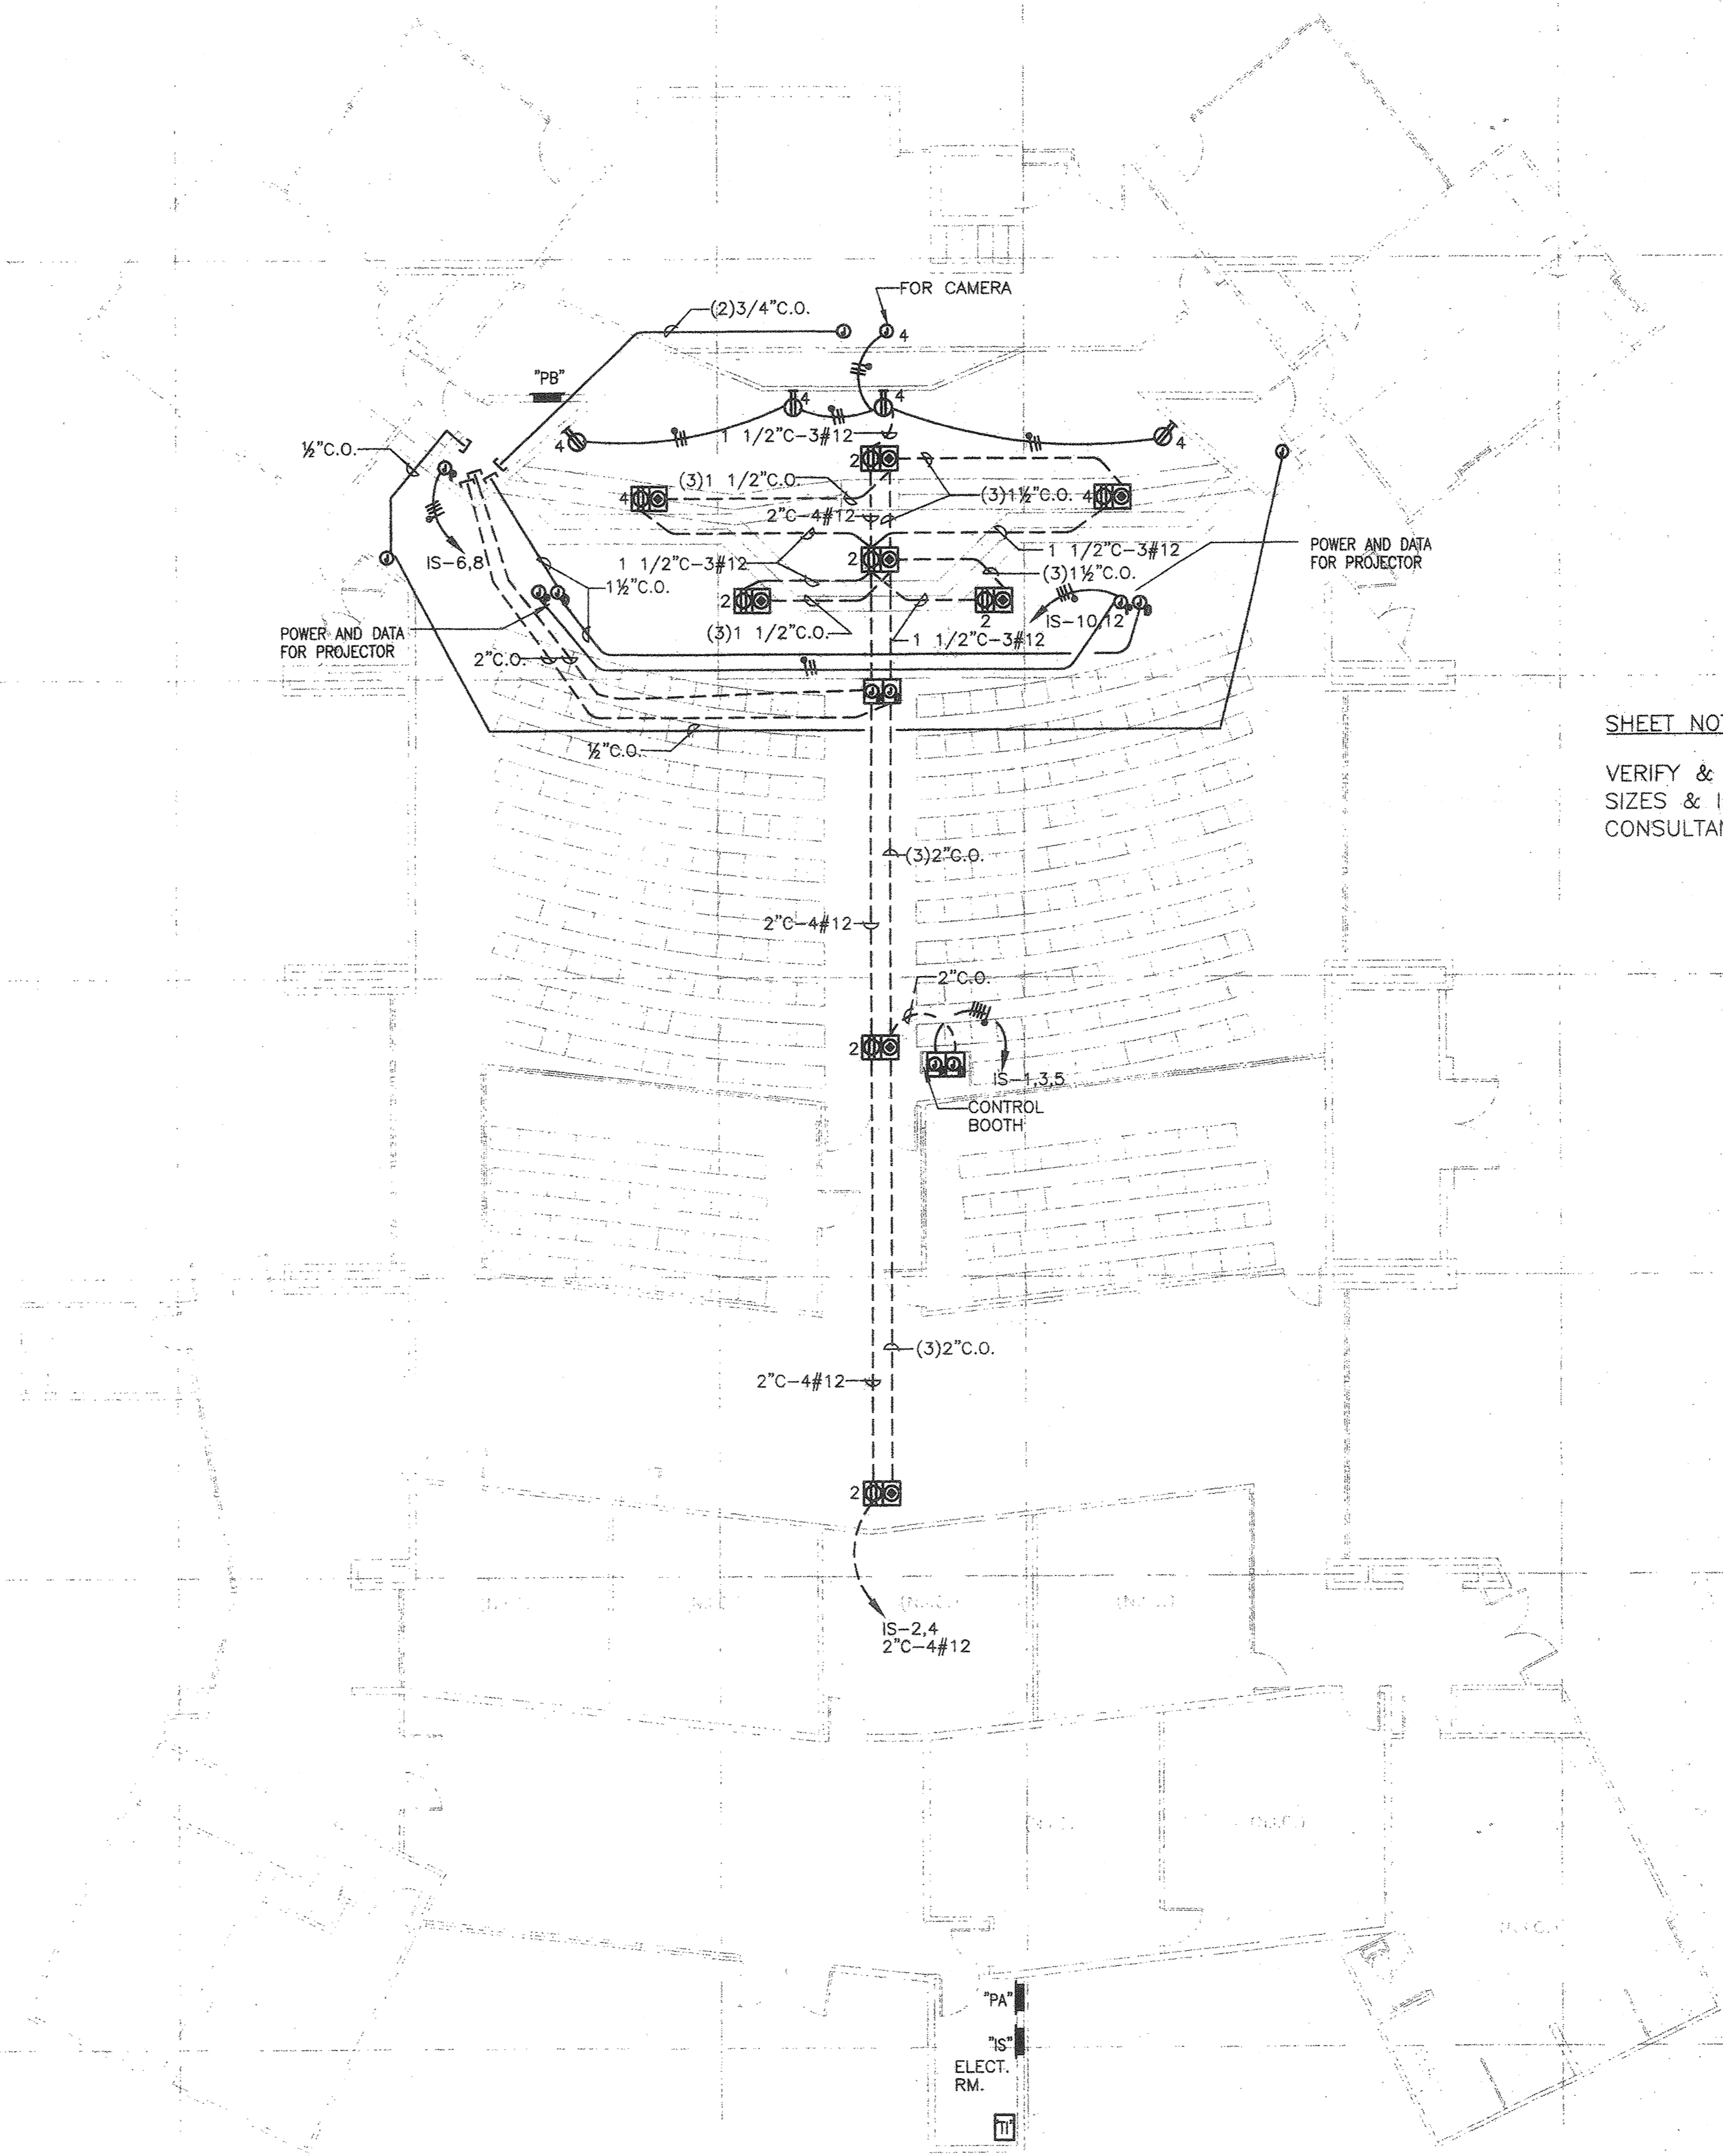 FOR CAMERA
(2)3/4"C.O.
4
"PB"
4
4
1 1/2"C-3#12
4
4
½"C.O.
2
(3)1 1/2"C.O.
(3)1½"C.O.
4
4
2"C-4#12
1 1/2"C-3#12
1 1/2"C-3#12
2
(3)1½"C.O.
POWER AND DATA
FOR PROJECTOR
IS-6,8
1½"C.O.
2
2
IS-10,12
(3)1 1/2"C.O.
1 1/2"C-3#12
POWER AND DATA
FOR PROJECTOR
2"C.O.
½"C.O.
SHEET NOT
VERIFY &
SIZES &
CONSULTAN
(3)2"C.O.
2"C-4#12
2"C.O.
2
IS-1,3,5
CONTROL
BOOTH
(3)2"C.O.
2"C-4#12
2
IS-2,4
2"C-4#12
"PA"
"IS"
ELECT.
RM.